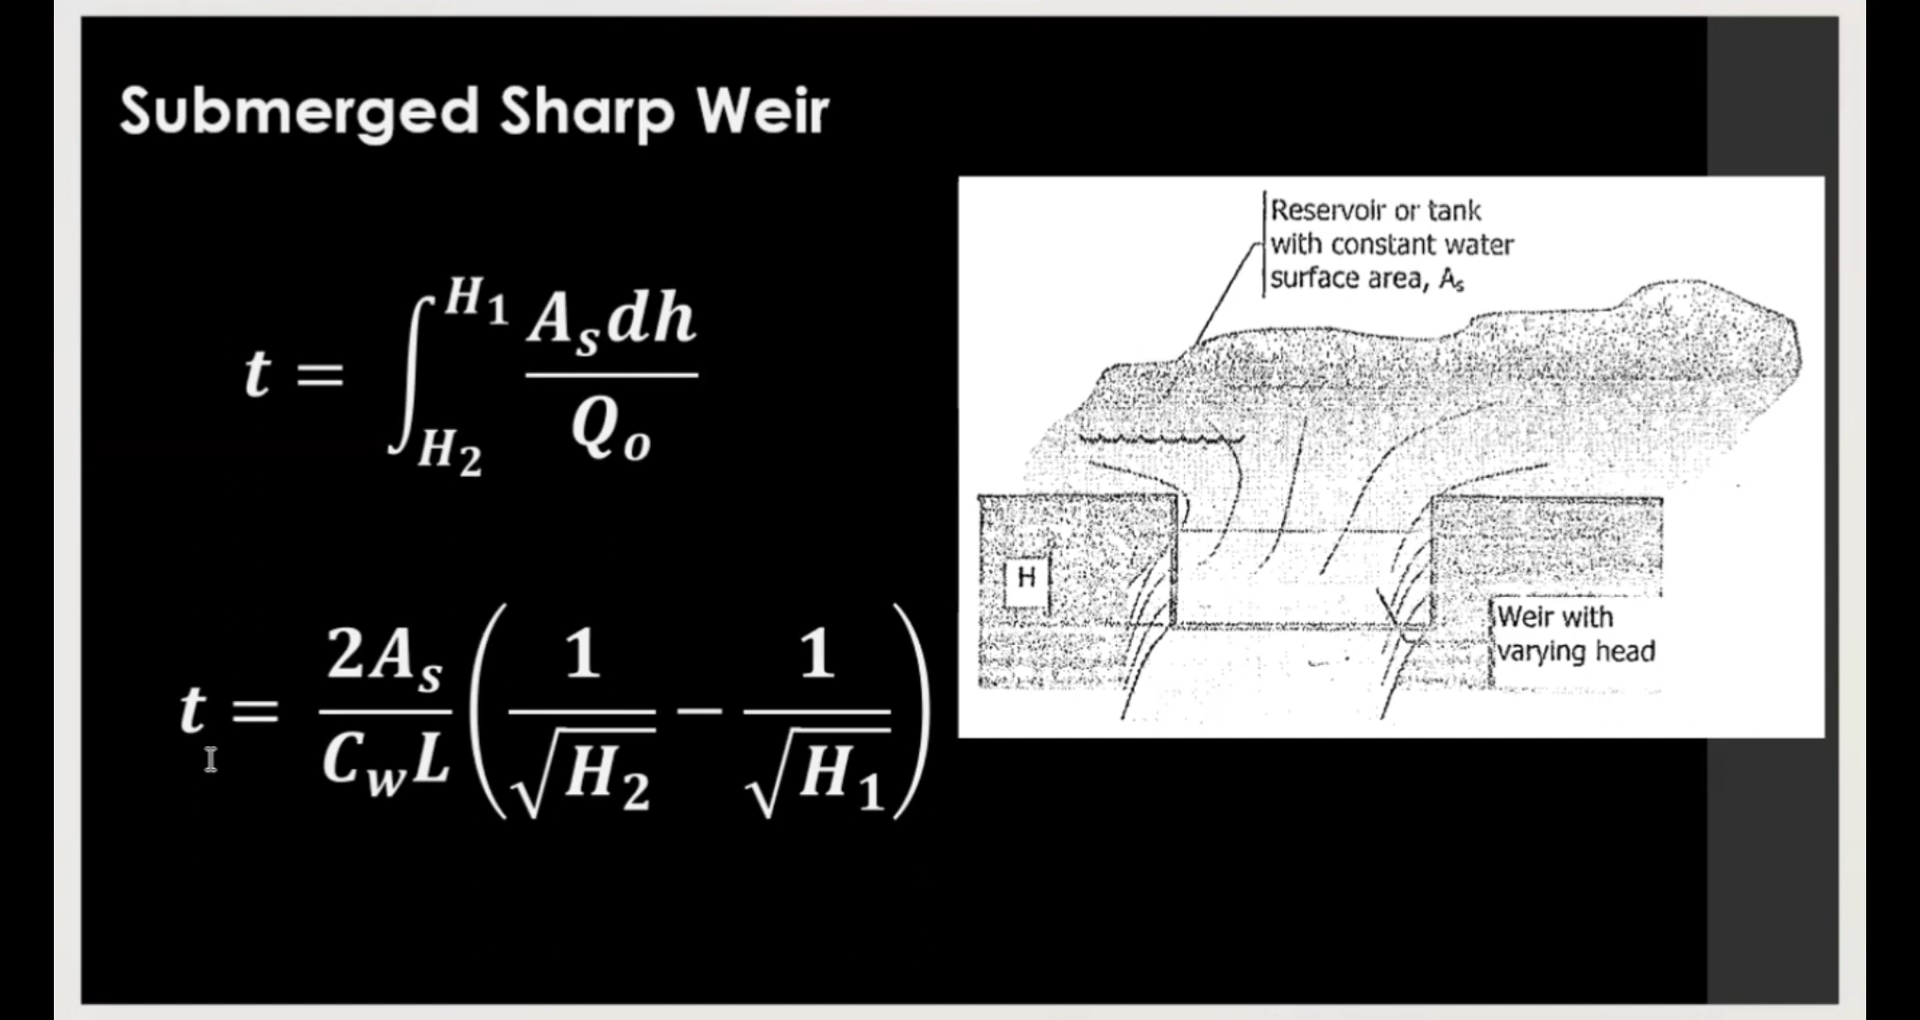 Submerged Sharp Weir
t = ∫_{H₂}^{H₁} A_s dh / Q_o
t = 2A_s / C_w L (1 / √H₂ − 1 / √H₁)
Reservoir or tank
with constant water
surface area, A_s
H
Weir with
varying head